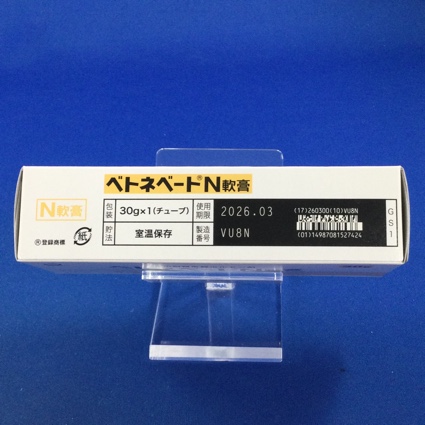 ベトネベート®N軟膏
N軟膏
包装 30g×1(チューブ) 使用期限 2026.03
貯法 室温保存 製造番号 VU8N
®登録商標
紙
(17)260300(10)VU8N
(01)14987081527424
GS1